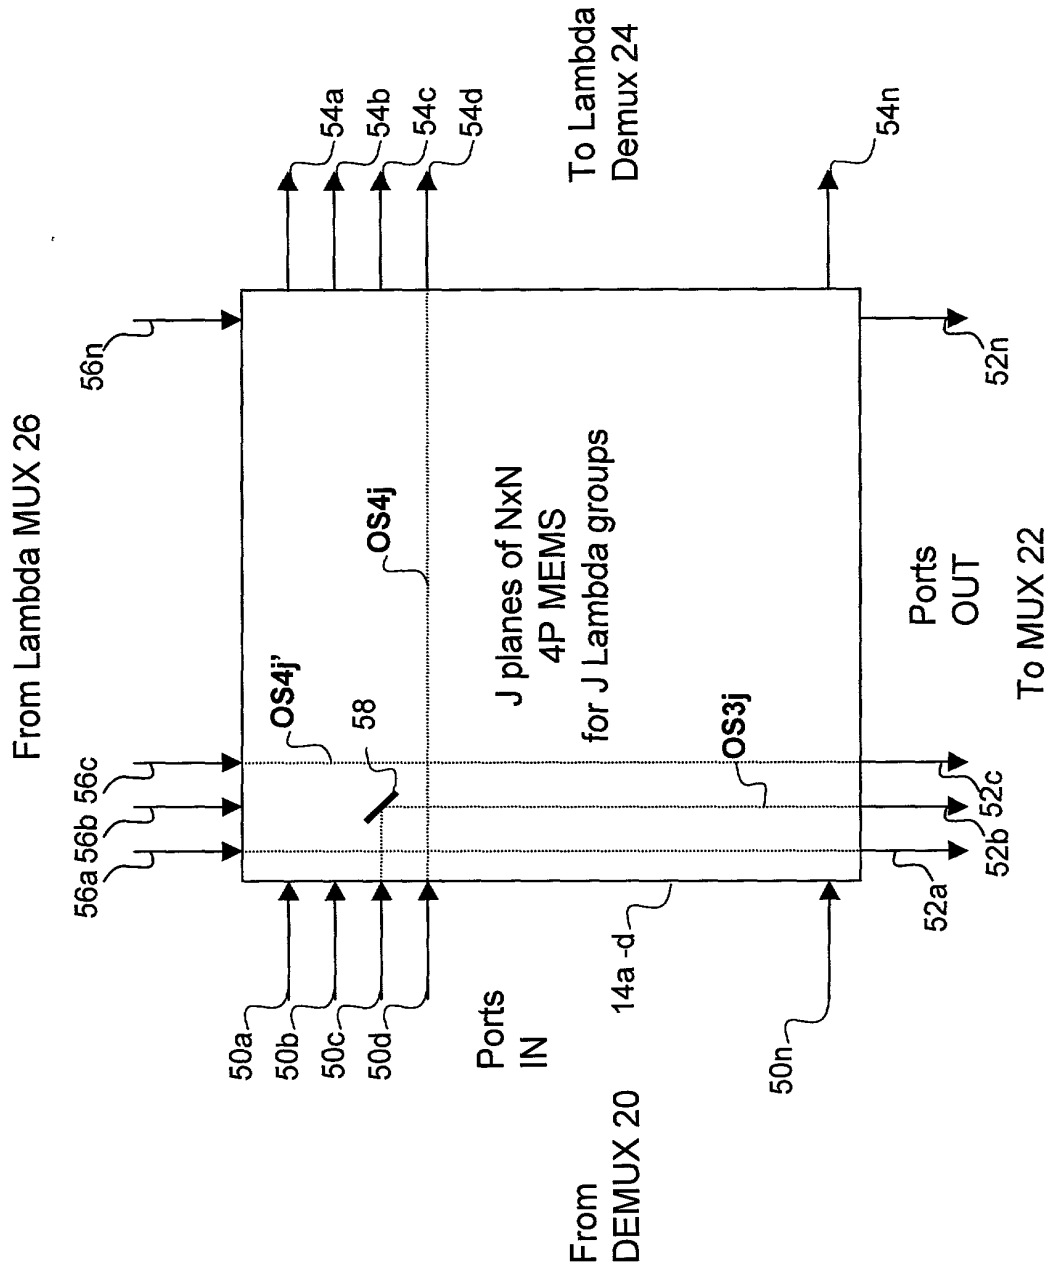 From Lambda MUX 26
56a
56b
56c
56n
50a
50b
50c
50d
54a
54b
54c
54d
OS4j'
58
OS4j
Ports
IN
J planes of NxN
4P MEMS
for J Lambda groups
From
DEMUX 20
To Lambda
Demux 24
14a -d
OS3j
50n
54n
52a
52b
52c
52n
Ports
OUT
To MUX 22